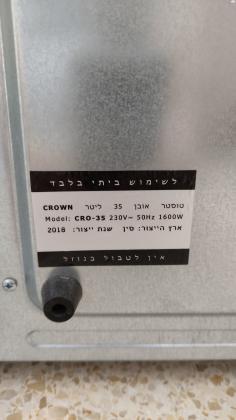 לשימוש ביתי בלבד
טוסטר אובן 35 ליטר CROWN
Model: CRO-35 230V~ 50Hz 1600W
ארץ הייצור: סין שנת ייצור: 2018
אין לטבול בנוזל